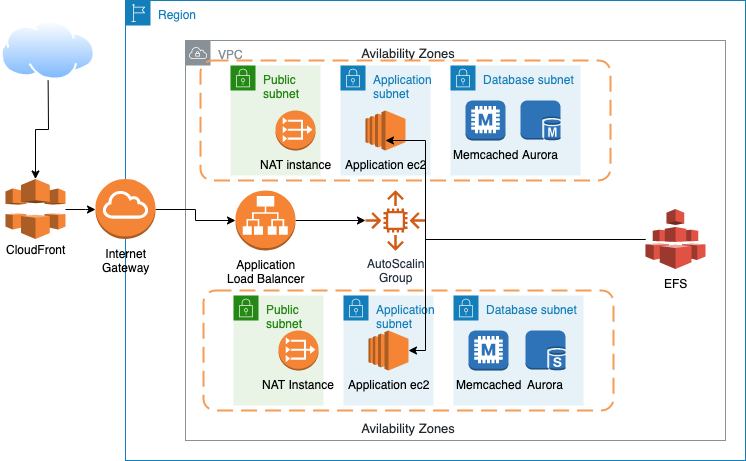 Region
VPC
Avilability Zones
Public
subnet
Application
subnet
Database subnet
NAT instance
Application ec2
M
M
Memcached
Aurora
CloudFront
Internet
Gateway
Application
Load Balancer
AutoScalin
Group
EFS
Public
subnet
Application
subnet
Database subnet
NAT Instance
Application ec2
M
S
Memcached
Aurora
Avilability Zones